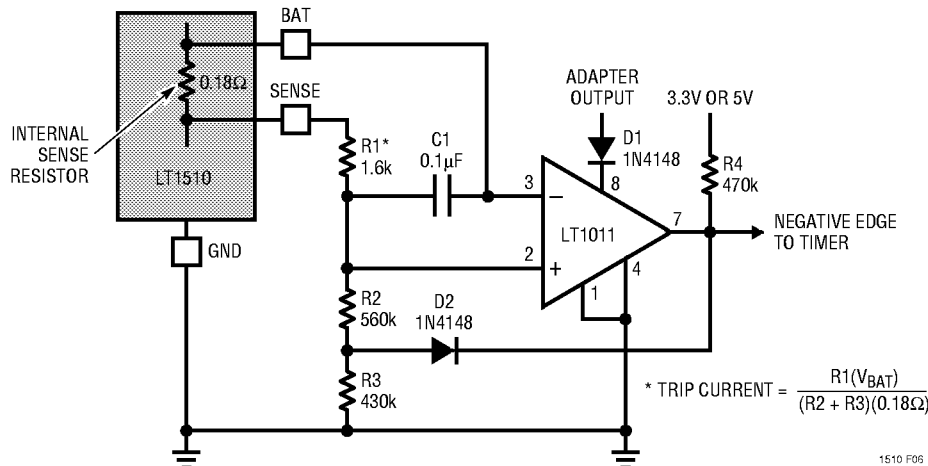 BAT
0.18Ω
SENSE
INTERNAL
SENSE
RESISTOR
LT1510
GND
R1*
1.6k
C1
0.1µF
ADAPTER
OUTPUT
D1
1N4148
3.3V OR 5V
R4
470k
3
8
–
LT1011
7
NEGATIVE EDGE
TO TIMER
2
+
1
4
R2
560k
D2
1N4148
R3
430k
* TRIP CURRENT = R1(VBAT)
(R2 + R3)(0.18Ω)
1510 F06